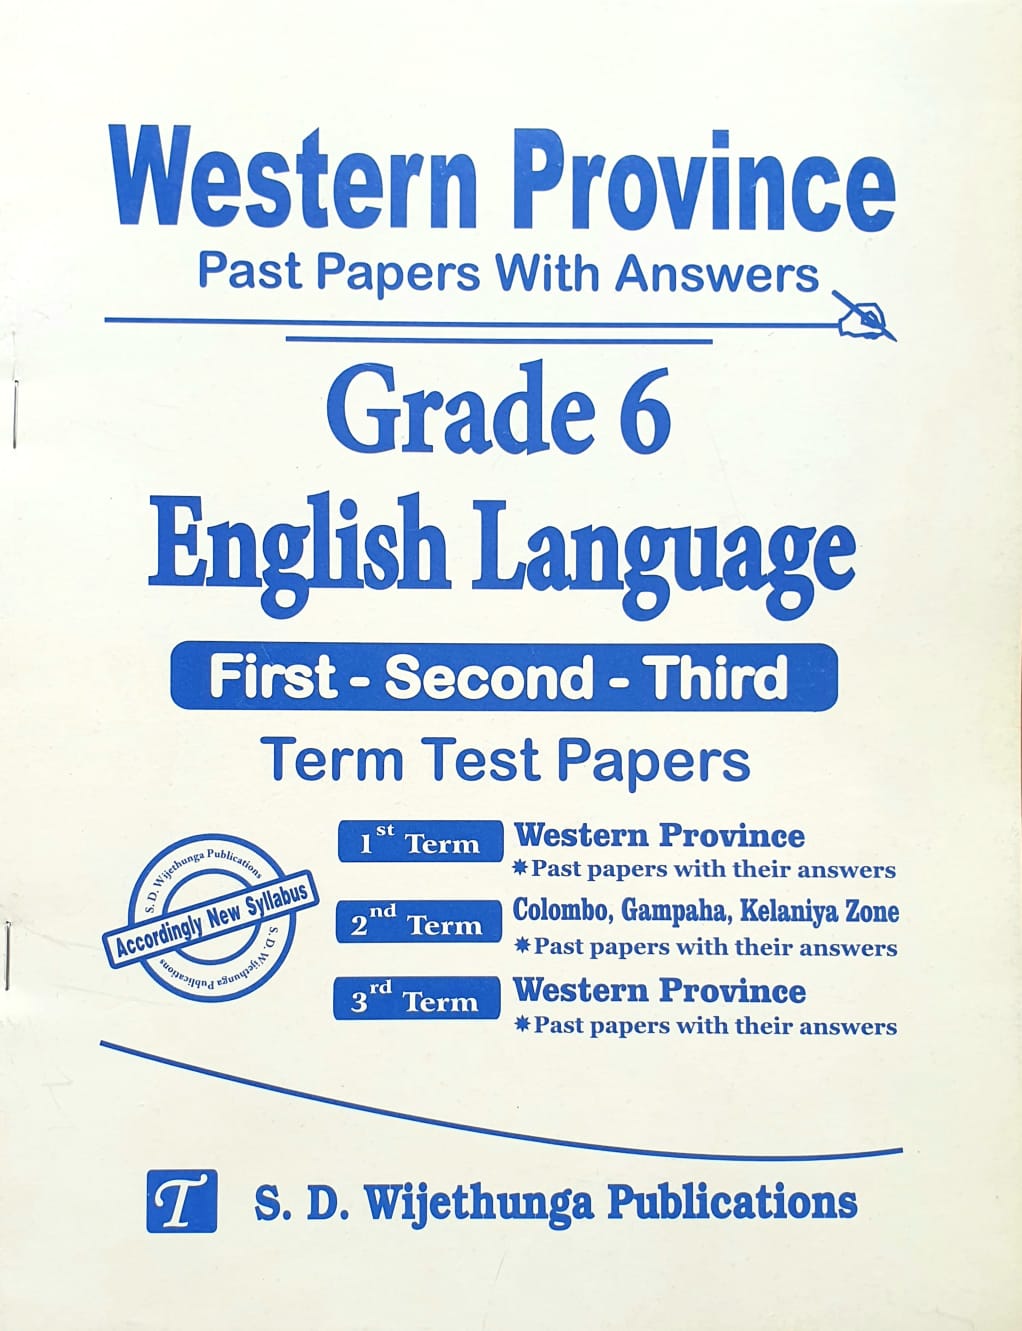 Western Province
Past Papers With Answers
Grade 6
English Language
First - Second - Third
Term Test Papers
1st Term
Western Province
✷Past papers with their answers
2nd Term
Colombo, Gampaha, Kelaniya Zone
✷Past papers with their answers
3rd Term
Western Province
✷Past papers with their answers
S. D. Wijethunga Publications
Accordingly New Syllabus
S. D. Wijethunga Publications
T
S. D. Wijethunga Publications